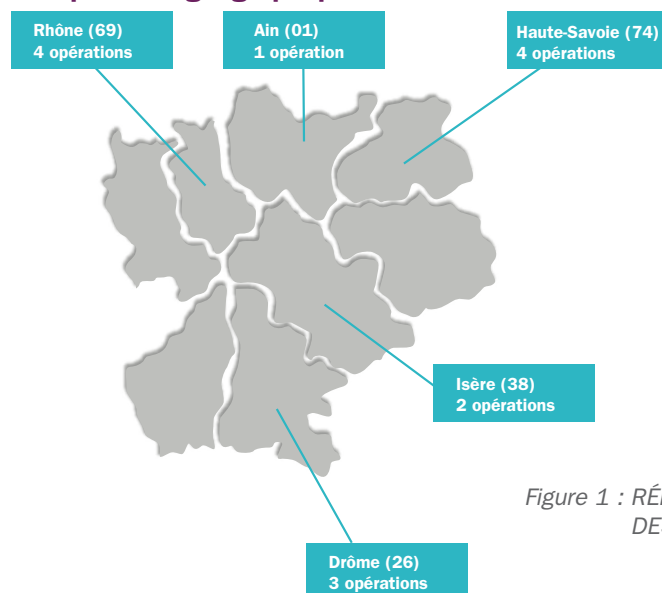 Rhône (69)
4 opérations
Ain (01)
1 opération
Haute-Savoie (74)
4 opérations
Isère (38)
2 opérations
Figure 1 :
Drôme (26)
3 opérations